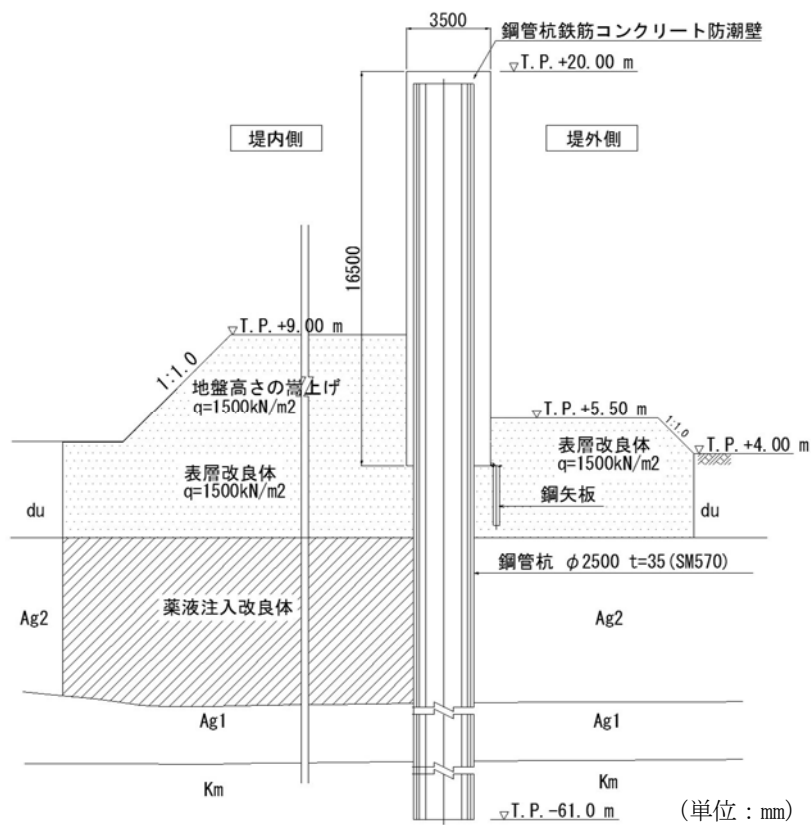 3500
鋼管杭鉄筋コンクリート防潮壁
T.P.+20.00 m
堤内側
堤外側
16500
T.P.+9.00 m
1:1.0
地盤高さの嵩上げ
q=1500kN/m2
T.P.+5.50 m
1:1.0
T.P.+4.00 m
表層改良体
q=1500kN/m2
表層改良体
q=1500kN/m2
鋼矢板
du
du
鋼管杭 φ2500 t=35(SM570)
薬液注入改良体
Ag2
Ag2
Ag1
Ag1
Km
Km
T.P.-61.0 m
(単位：mm)